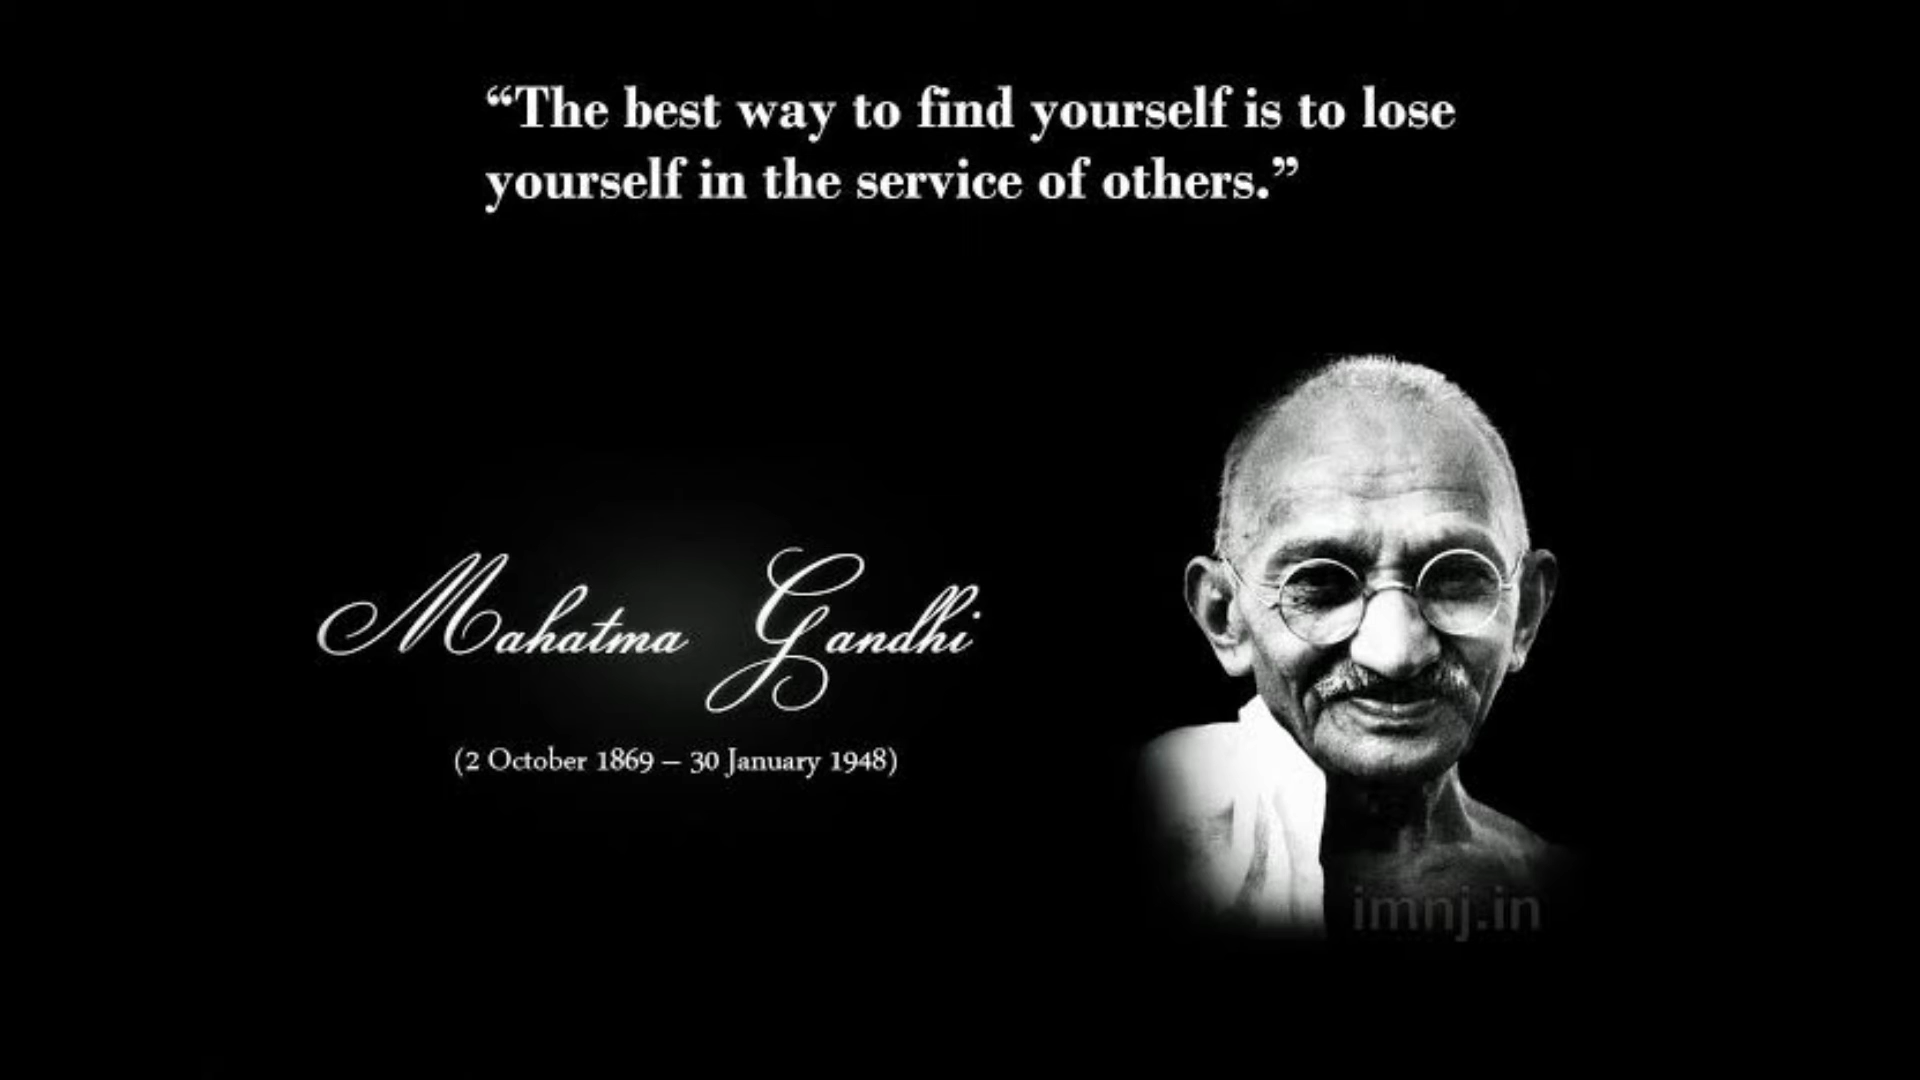 “The best way to find yourself is to lose
yourself in the service of others.”
Mahatma Gandhi
(2 October 1869 – 30 January 1948)
imnj.in